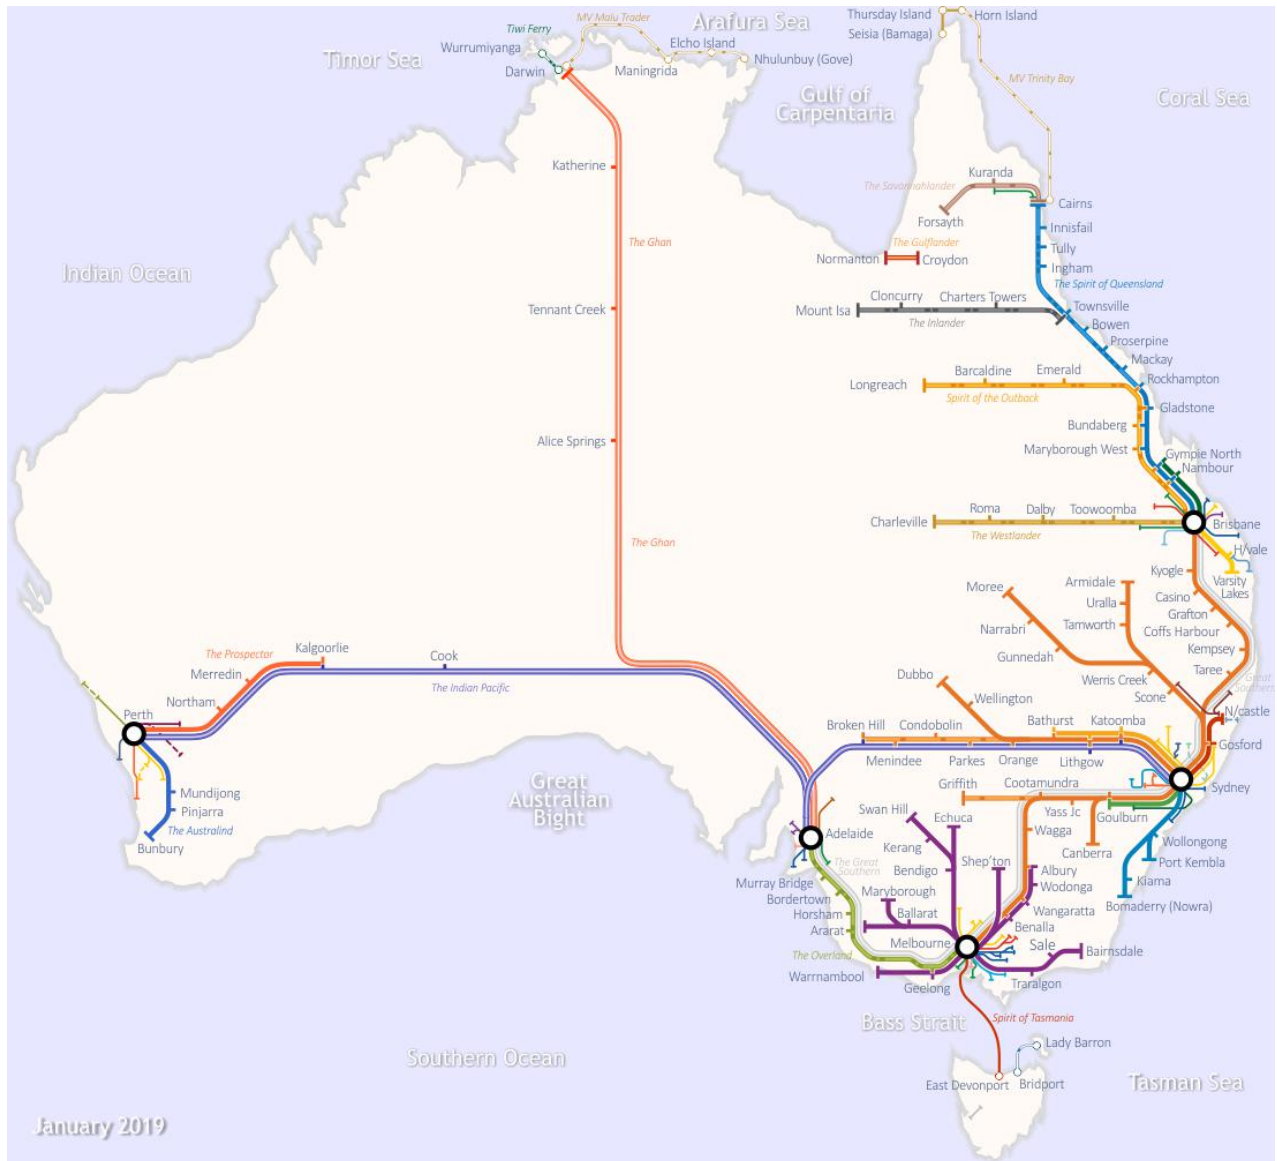 MV Malu Trader
Arafura Sea
Thursday Island
Horn Island
Tiwi Ferry
Seisia (Bamaga)
Timor Sea
Wurrumiyanga
Elcho Island
Nhulunbuy (Gove)
Darwin
Maningrida
MV Trinity Bay
Gulf of
Carpentaria
Coral Sea
Katherine
Kuranda
The Savannahlander
Cairns
Forsayth
Innisfail
The Ghan
The Gulflander
Tully
Normanton
Croydon
Ingham
Indian Ocean
The Spirit of Queensland
Cloncurry
Charters Towers
Townsville
Tennant Creek
Mount Isa
The Inlander
Bowen
Proserpine
Mackay
Barcaldine
Emerald
Rockhampton
Longreach
Spirit of the Outback
Gladstone
Bundaberg
Alice Springs
Maryborough West
Gympie North
Nambour
Roma
Dalby
Toowoomba
Charleville
Brisbane
The Westlander
The Ghan
H/vale
Kyogle
Varsity
Lakes
Moree
Armidale
Uralla
Casino
Grafton
Narrabri
Tamworth
Coffs Harbour
Gunnedah
Kempsey
The Prospector
Kalgoorlie
Cook
Merredin
Dubbo
Werris Creek
Taree
Great
Southern
The Indian Pacific
Wellington
Scone
Northam
N/castle
Perth
Broken Hill
Condobolin
Bathurst
Katoomba
Gosford
Menindee
Parkes
Orange
Lithgow
Great
Australian
Bight
Griffith
Cootamundra
Sydney
Mundijong
Pinjarra
Swan Hill
Echuca
Yass Jc
Goulburn
The Australind
Adelaide
Wagga
Bunbury
Kerang
Canberra
Wollongong
The Great
Southern
Bendigo
Shep'ton
Port Kembla
Albury
Kiama
Murray Bridge
Maryborough
Wodonga
Bordertown
Bomaderry (Nowra)
Horsham
Ballarat
Wangaratta
Ararat
Benalla
Melbourne
Sale
Bairnsdale
The Overland
Warrnambool
Geelong
Traralgon
Bass Strait
Spirit of Tasmania
Lady Barron
Southern Ocean
East Devonport
Bridport
Tasman Sea
January 2019